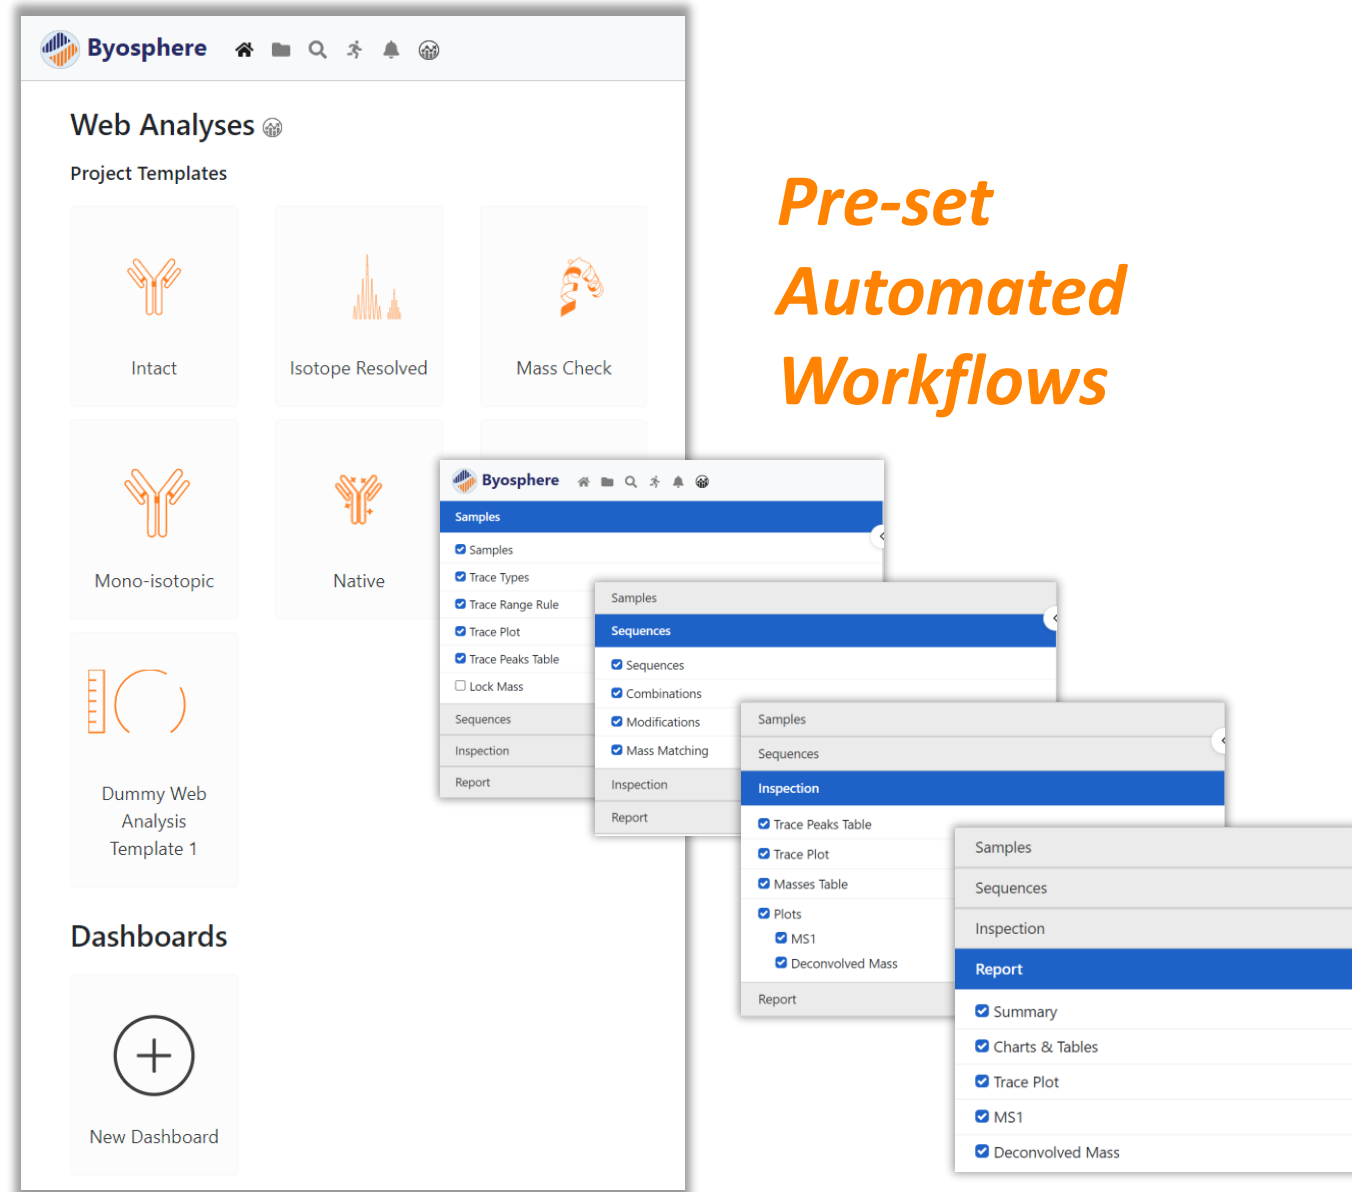 Byosphere
Web Analyses
Project Templates
Intact
Isotope Resolved
Mass Check
Mono-isotopic
Native
Dummy Web
Analysis
Template 1
Dashboards
New Dashboard
Pre-set
Automated
Workflows
Byosphere
Samples
Samples
Trace Types
Trace Range Rule
Trace Plot
Trace Peaks Table
Lock Mass
Sequences
Inspection
Report
Samples
Sequences
Sequences
Combinations
Modifications
Mass Matching
Inspection
Report
Samples
Sequences
Inspection
Trace Peaks Table
Trace Plot
Masses Table
Plots
MS1
Deconvolved Mass
Report
Samples
Sequences
Inspection
Report
Summary
Charts & Tables
Trace Plot
MS1
Deconvolved Mass